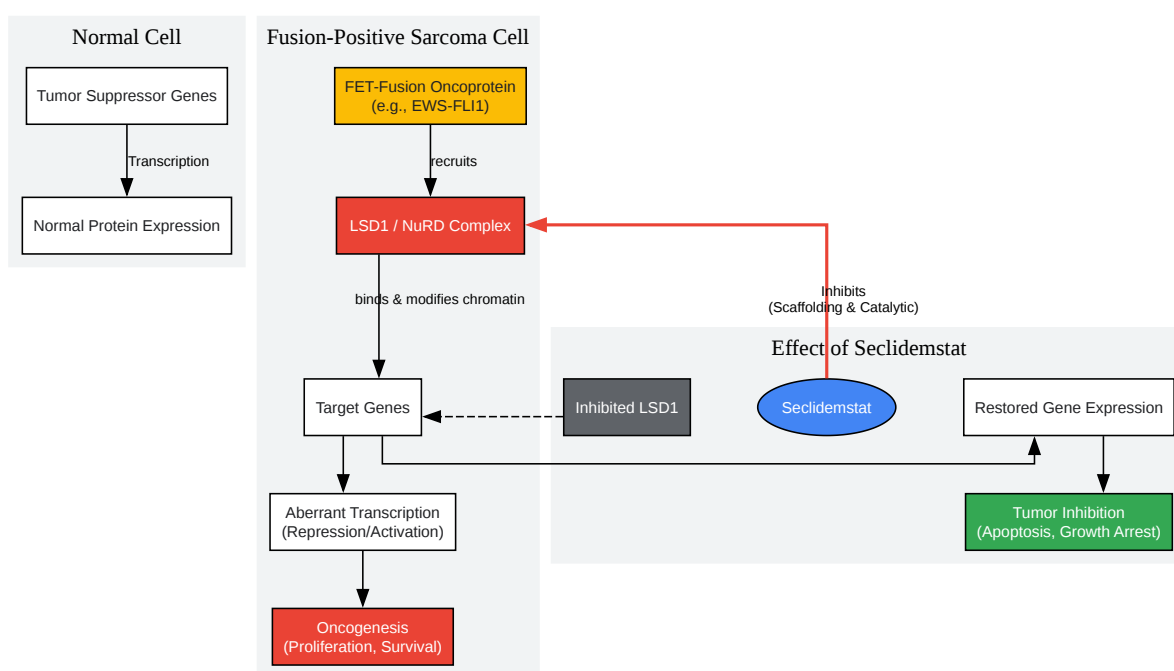 Normal Cell
Tumor Suppressor Genes
Transcription
Normal Protein Expression
Fusion-Positive Sarcoma Cell
FET-Fusion Oncoprotein
(e.g., EWS-FLI1)
recruits
LSD1 / NuRD Complex
binds & modifies chromatin
Target Genes
Aberrant Transcription
(Repression/Activation)
Oncogenesis
(Proliferation, Survival)
Inhibits
(Scaffolding & Catalytic)
Effect of Seclidemstat
Inhibited LSD1
Seclidemstat
Restored Gene Expression
Tumor Inhibition
(Apoptosis, Growth Arrest)